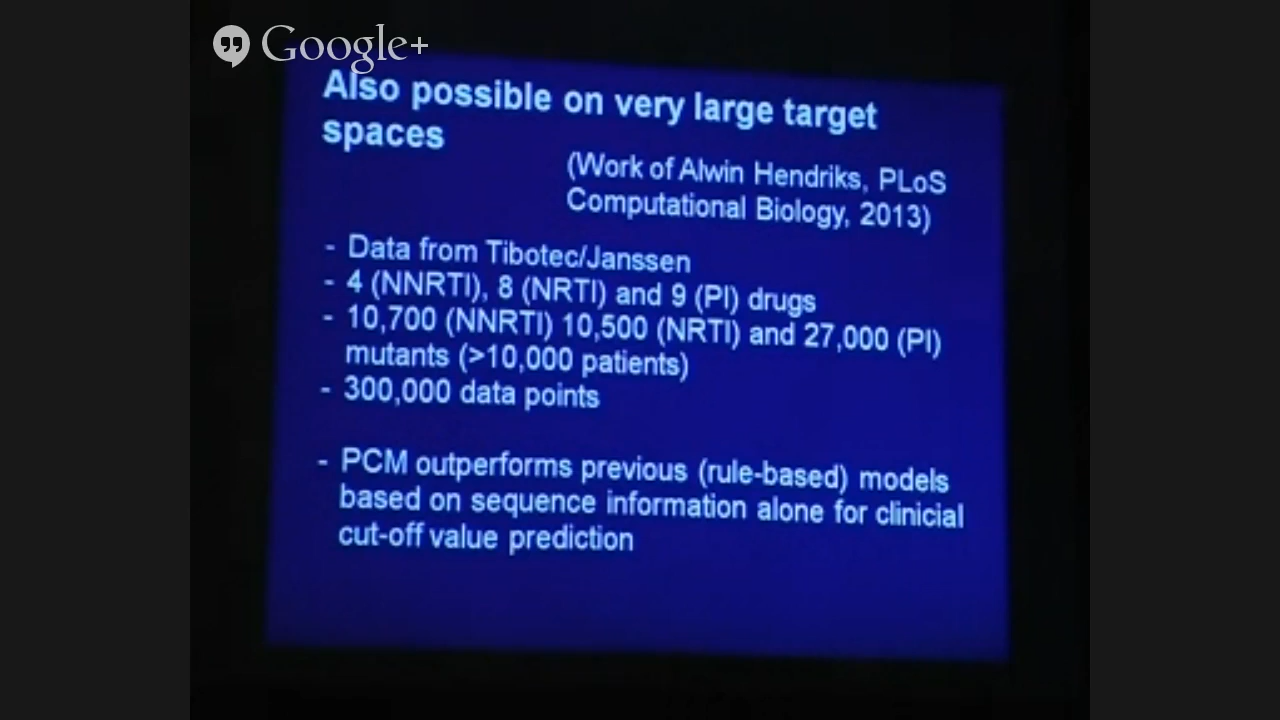 Google+
Also possible on very large target
spaces
(Work of Alwin Hendriks, PLoS
Computational Biology, 2013)
- Data from Tibotec/Janssen
- 4 (NNRTI), 8 (NRTI) and 9 (PI) drugs
- 10,700 (NNRTI) 10,500 (NRTI) and 27,000 (PI)
mutants (>10,000 patients)
- 300,000 data points
- PCM outperforms previous (rule-based) models
based on sequence information alone for clinicial
cut-off value prediction